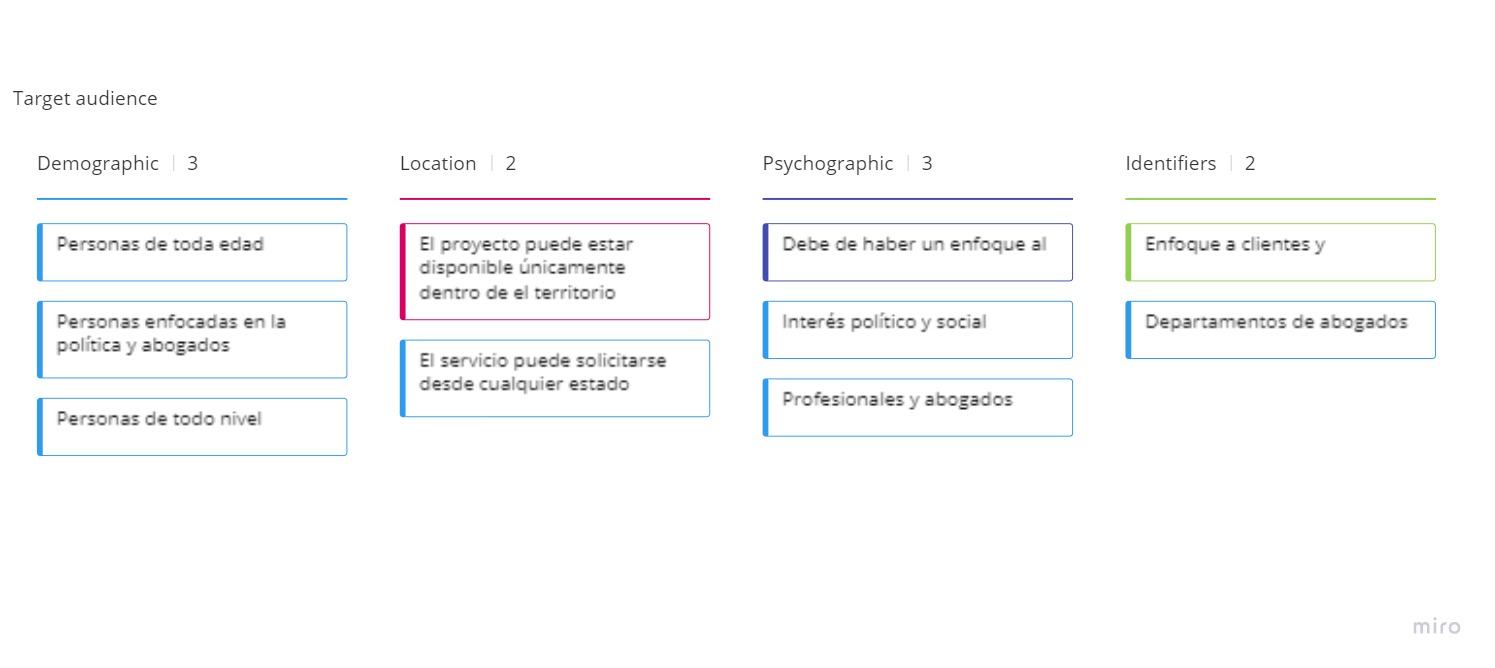 Target audience
Demographic 3
Personas de toda edad
Personas enfocadas en la
política y abogados
Personas de todo nivel
Location 2
El proyecto puede estar
disponible únicamente
dentro de el territorio
El servicio puede solicitarse
desde cualquier estado
Psychographic 3
Debe de haber un enfoque al
Interés político y social
Profesionales y abogados
Identifiers 2
Enfoque a clientes y
Departamentos de abogados
miro